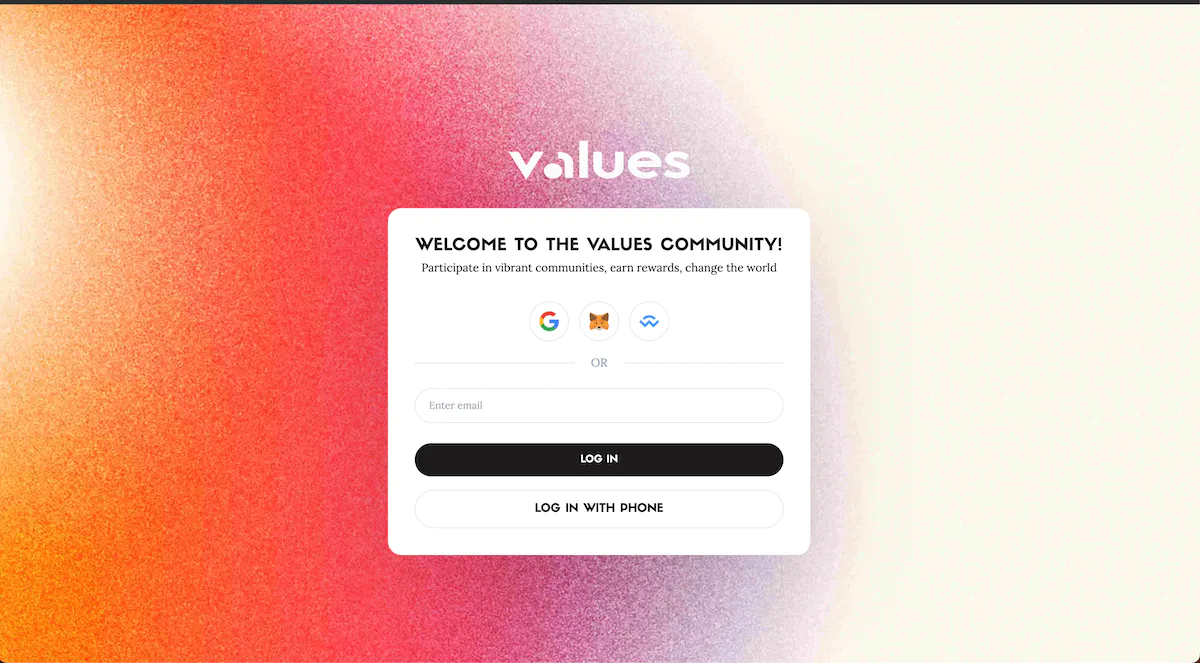 values
WELCOME TO THE VALUES COMMUNITY!
Participate in vibrant communities, earn rewards, change the world
OR
Enter email
LOG IN
LOG IN WITH PHONE